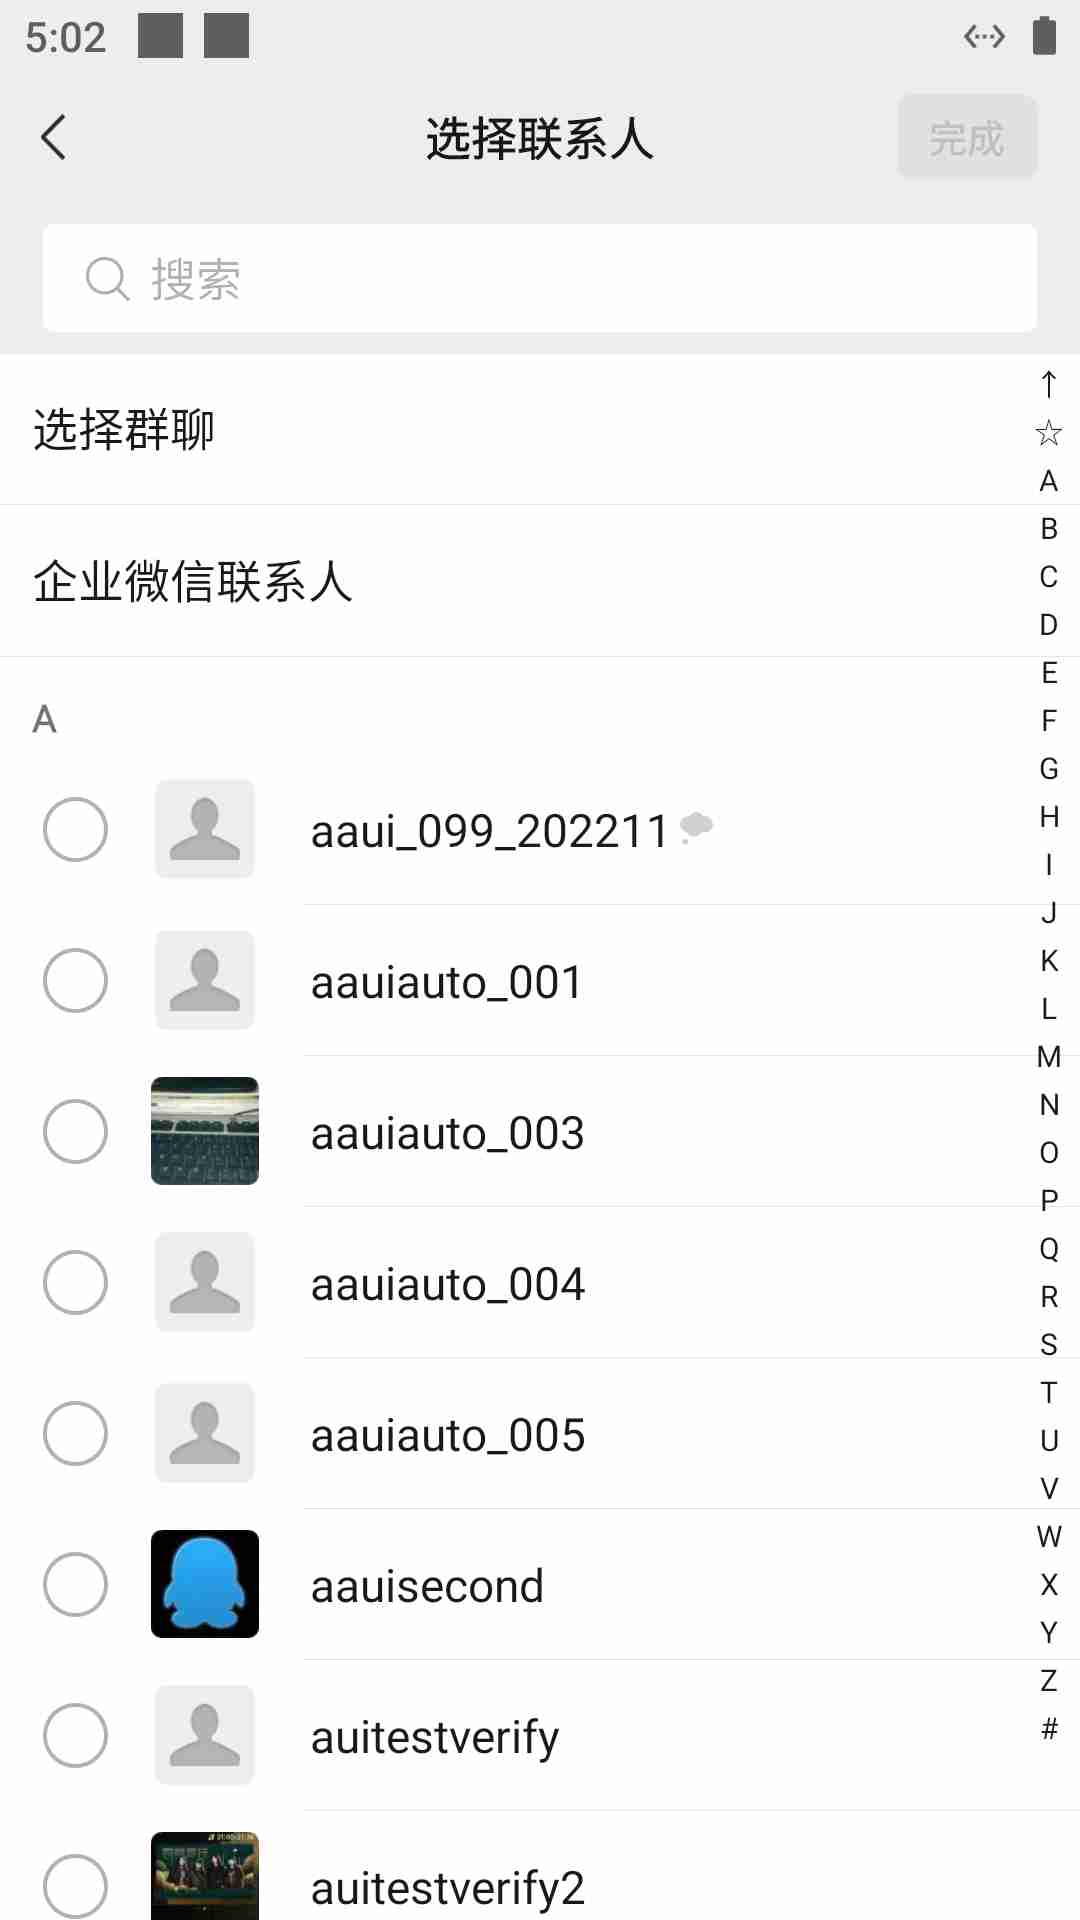 5:02
选择联系人
完成
搜索
选择群聊
企业微信联系人
A
aaui_099_202211
aauiauto_001
aauiauto_003
aauiauto_004
aauiauto_005
aauisecond
auitestverify
auitestverify2
↑
☆
A
B
C
D
E
F
G
H
I
J
K
L
M
N
O
P
Q
R
S
T
U
V
W
X
Y
Z
#